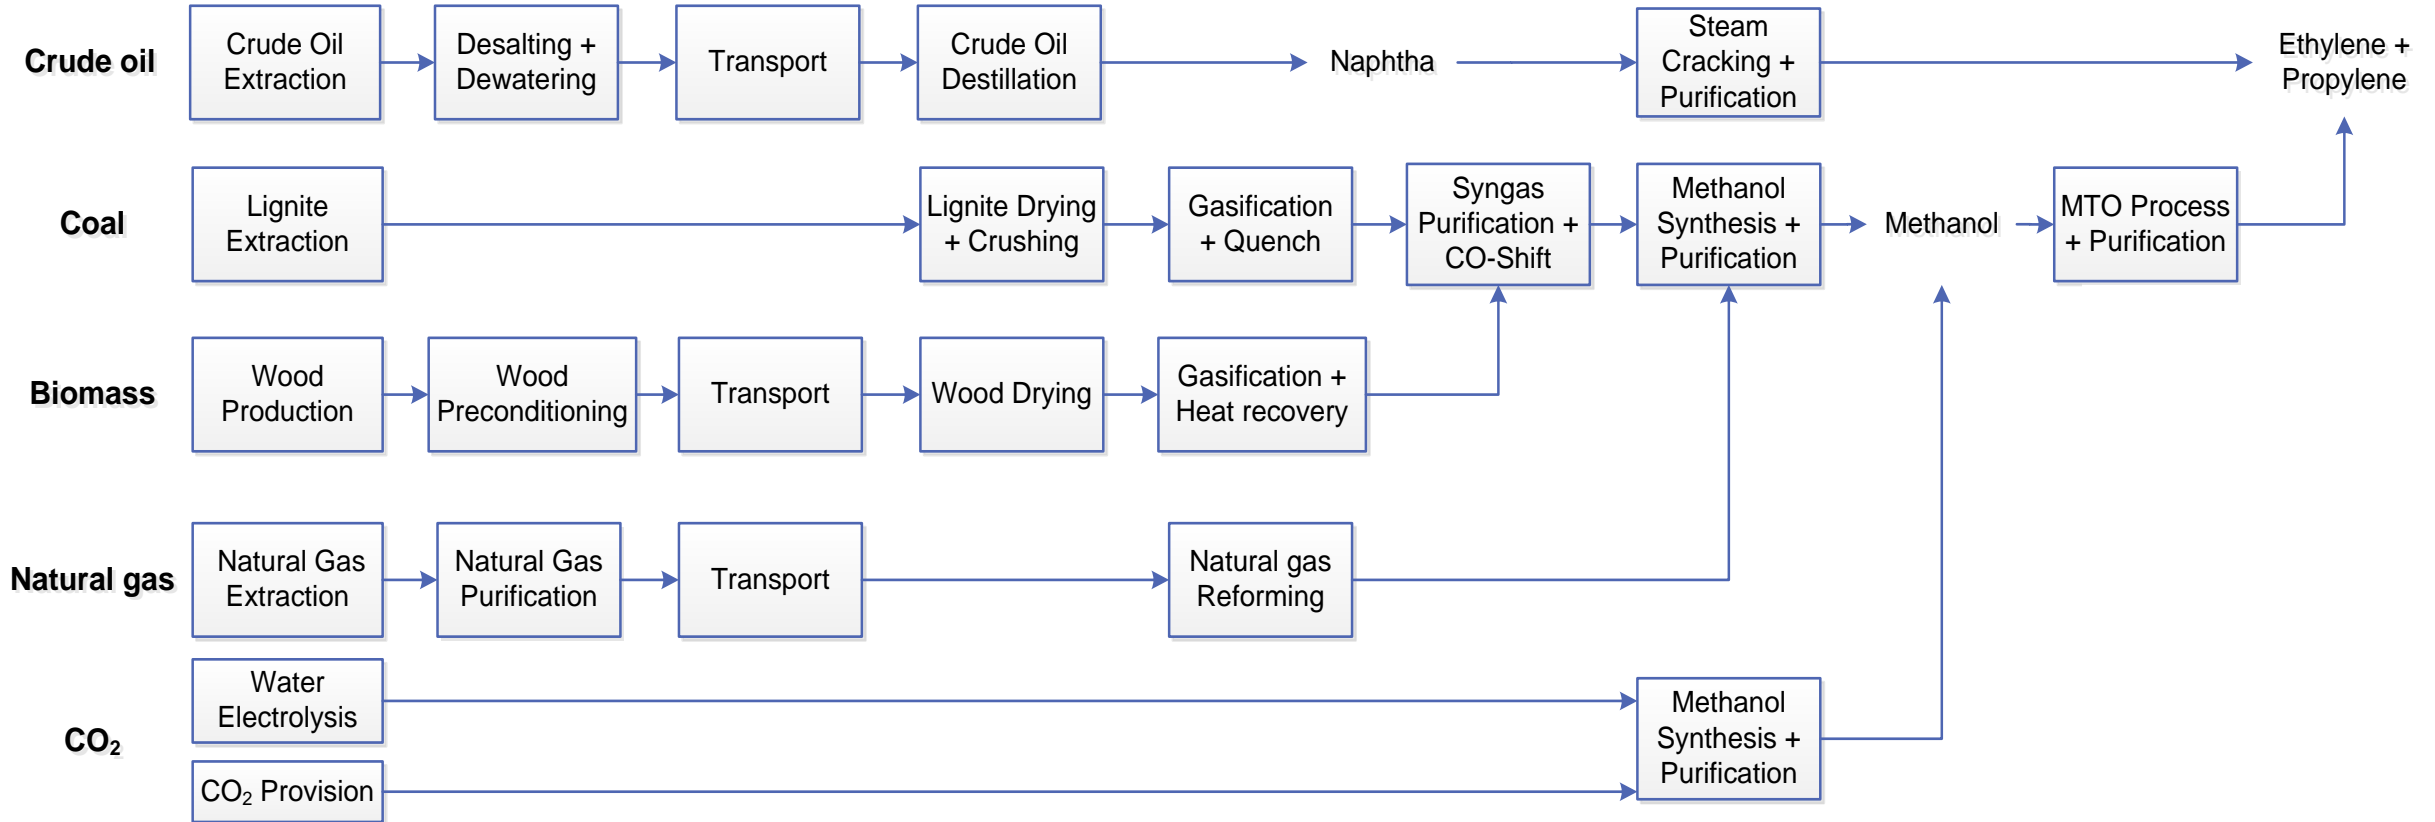 Crude oil
Crude Oil
Extraction
Desalting +
Dewatering
Transport
Crude Oil
Destillation
Naphtha
Steam
Cracking +
Purification
Ethylene +
Propylene
Coal
Lignite
Extraction
Lignite Drying
+ Crushing
Gasification
+ Quench
Syngas
Purification +
CO-Shift
Methanol
Synthesis +
Purification
Methanol
MTO Process
+ Purification
Biomass
Wood
Production
Wood
Preconditioning
Transport
Wood Drying
Gasification +
Heat recovery
Natural gas
Natural Gas
Extraction
Natural Gas
Purification
Transport
Natural gas
Reforming
CO₂
Water
Electrolysis
CO₂ Provision
Methanol
Synthesis +
Purification